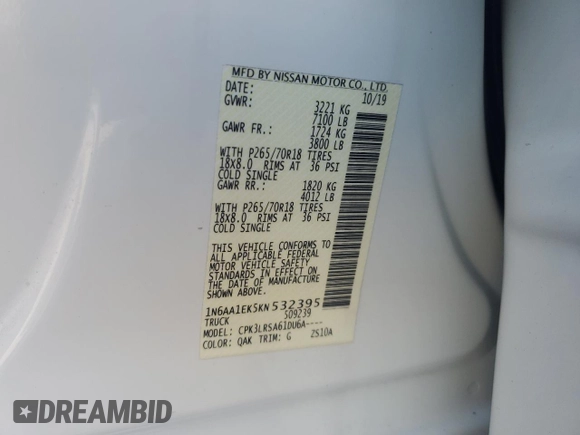 MFD BY NISSAN MOTOR CO., LTD.
DATE: 10/19
GVWR: 3221 KG
7100 LB
GAWR FR.: 1724 KG
3800 LB
WITH P265/70R18 TIRES
18X8.0 RIMS AT 36 PSI
COLD SINGLE
GAWR RR.: 1820 KG
4012 LB
WITH P265/70R18 TIRES
18X8.0 RIMS AT 36 PSI
COLD SINGLE
THIS VEHICLE CONFORMS TO
ALL APPLICABLE FEDERAL
MOTOR VEHICLE SAFETY
STANDARDS IN EFFECT ON
THE DATE OF MANUFACTURE
SHOWN ABOVE.
1N6AA1EK5KN532395
TRUCK 509239
MODEL: CPK3LRSA61DU6A----
COLOR: QAK TRIM: G ZS10A
DREAMBID